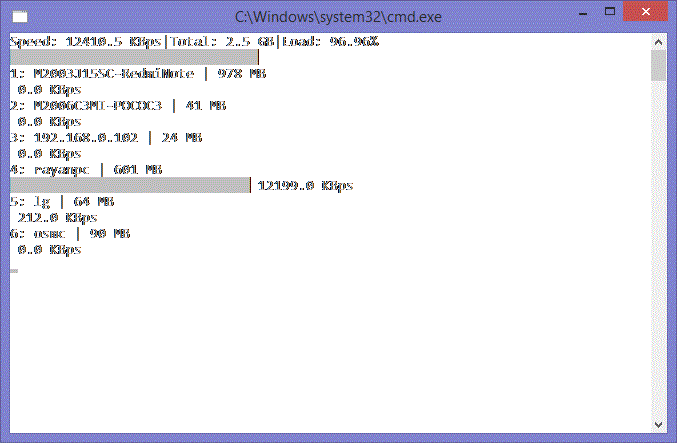 C:\Windows\system32\cmd.exe
Speed: 12410.5 KBps|Total: 2.5 GB|Load: 96.96%
1: M2003J15SC-RedmiNote | 978 MB
0.0 KBps
2: M2006C3MI-POCOC3 | 41 MB
0.0 KBps
3: 192.168.0.102 | 24 MB
0.0 KBps
4: rayanpc | 601 MB
12199.0 KBps
5: lg | 64 MB
212.0 KBps
6: osmc | 90 MB
0.0 KBps